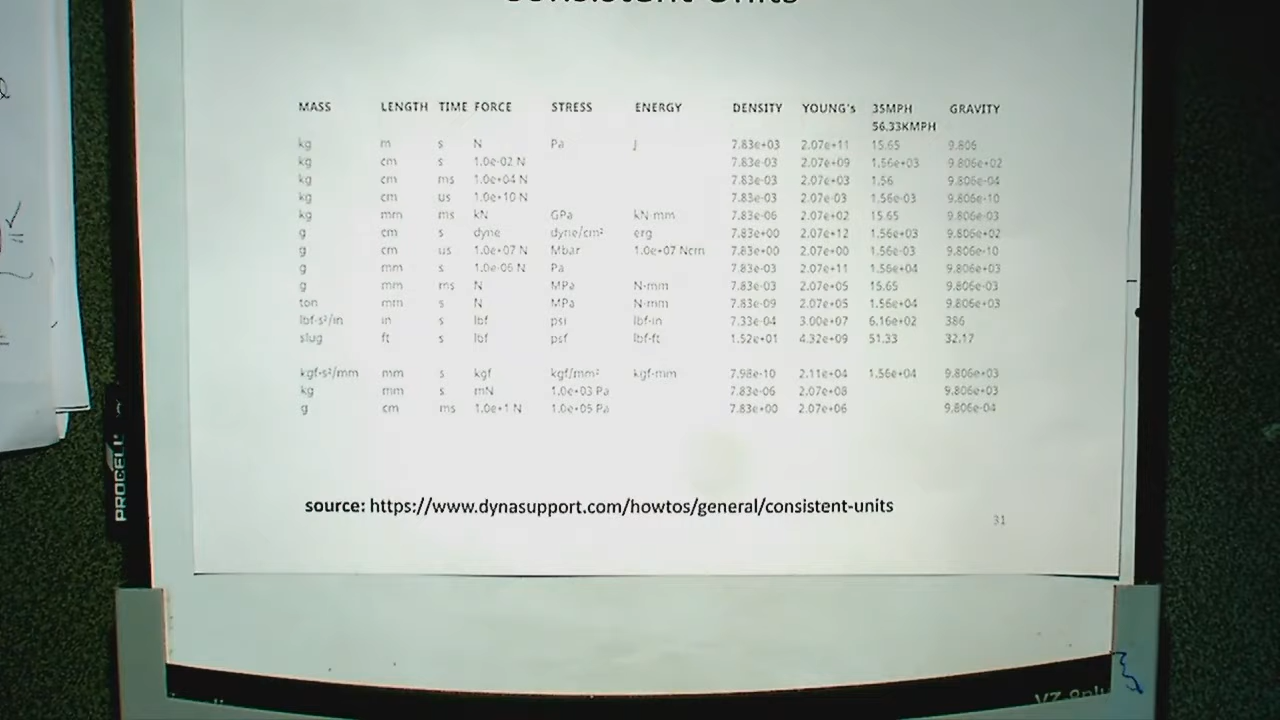 Consistent Units
MASS LENGTH TIME FORCE STRESS ENERGY DENSITY YOUNG's 35MPH GRAVITY
56.33KMPH
kg m s N Pa J 7.83e+03 2.07e+11 15.65 9.806
kg cm s 1.0e-02 N 7.83e-03 2.07e+09 1.56e+03 9.806e+02
kg cm ms 1.0e+04 N 7.83e-03 2.07e+03 1.56 9.806e-04
kg cm us 1.0e+10 N 7.83e-03 2.07e-03 1.56e-03 9.806e-10
kg mm ms kN GPa kN-mm 7.83e-06 2.07e+02 15.65 9.806e-03
g cm s dyne dyne/cm² erg 7.83e+00 2.07e+12 1.56e+03 9.806e+02
g cm us 1.0e+07 N Mbar 1.0e+07 Ncm 7.83e+00 2.07e+00 1.56e-03 9.806e-10
g mm s 1.0e-06 N Pa 7.83e-03 2.07e+11 1.56e+04 9.806e+03
g mm ms N MPa N-mm 7.83e-03 2.07e+05 15.65 9.806e-03
ton mm s N MPa N-mm 7.83e-09 2.07e+05 1.56e+04 9.806e+03
lbf-s²/in in s lbf psi lbf-in 7.33e-04 3.00e+07 6.16e+02 386
slug ft s lbf psf lbf-ft 1.52e+01 4.32e+09 51.33 32.17
kgf-s²/mm mm s kgf kgf/mm² kgf-mm 7.98e-10 2.11e+04 1.56e+04 9.806e+03
kg mm s mN 1.0e+03 Pa 7.83e-06 2.07e+08 9.806e+03
g cm ms 1.0e+1 N 1.0e+05 Pa 7.83e+00 2.07e+06 9.806e-04
source: https://www.dynasupport.com/howtos/general/consistent-units
31
PROCELL